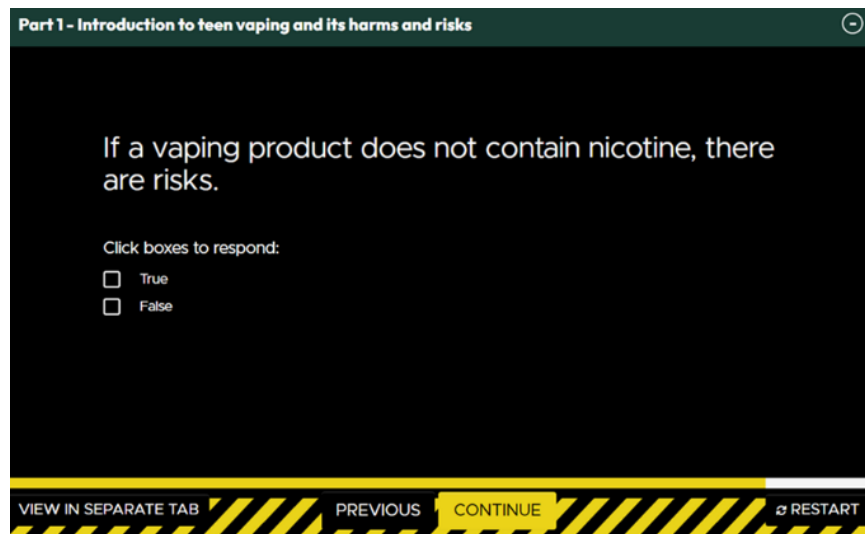 Part 1 - Introduction to teen vaping and its harms and risks
If a vaping product does not contain nicotine, there
are risks.
Click boxes to respond:
True
False
VIEW IN SEPARATE TAB
PREVIOUS
CONTINUE
RESTART